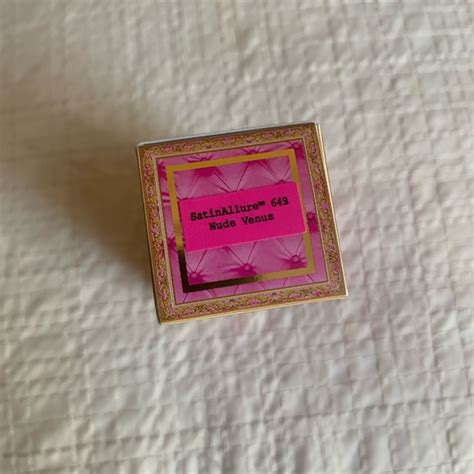 SatinAllure™ 649
Nude Venus